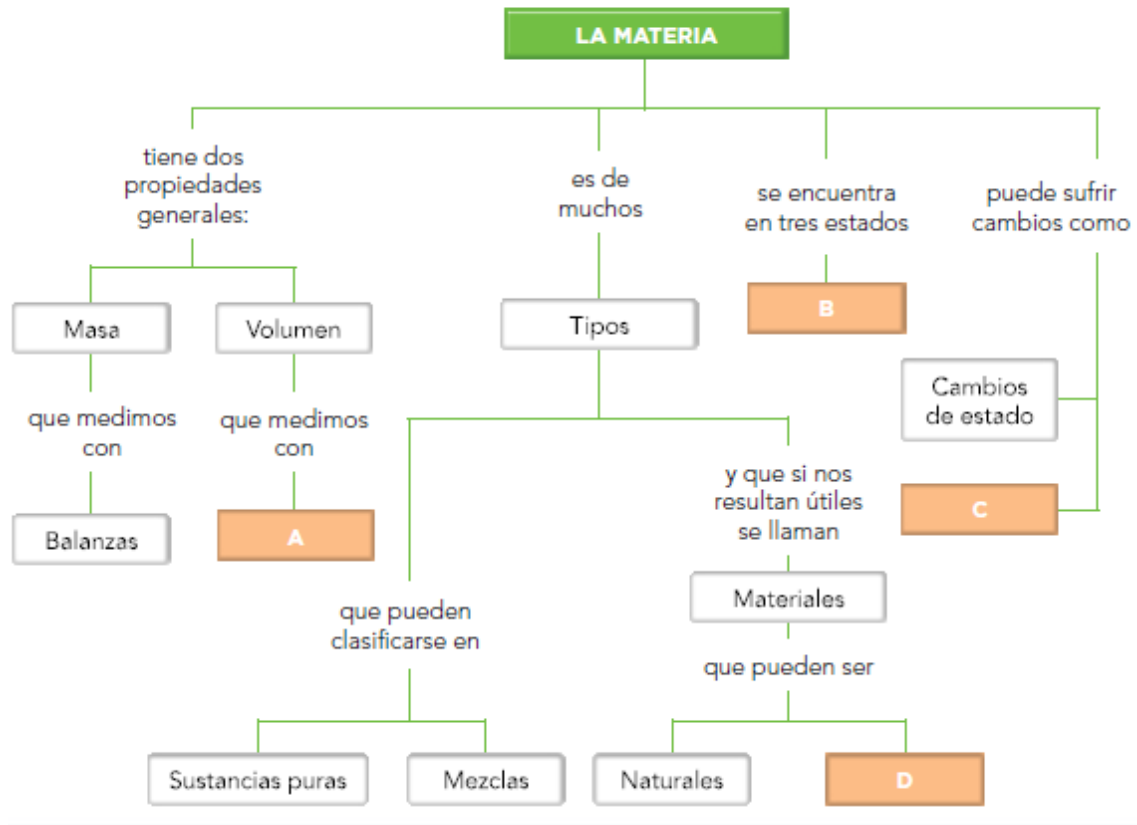 LA MATERIA
tiene dos
propiedades
generales:
Masa
que medimos
con
Balanzas
Volumen
que medimos
con
A
es de
muchos
Tipos
que pueden
clasificarse en
Sustancias puras
Mezclas
y que si nos
resultan útiles
se llaman
Materiales
que pueden ser
Naturales
D
se encuentra
en tres estados
B
puede sufrir
cambios como
Cambios
de estado
C